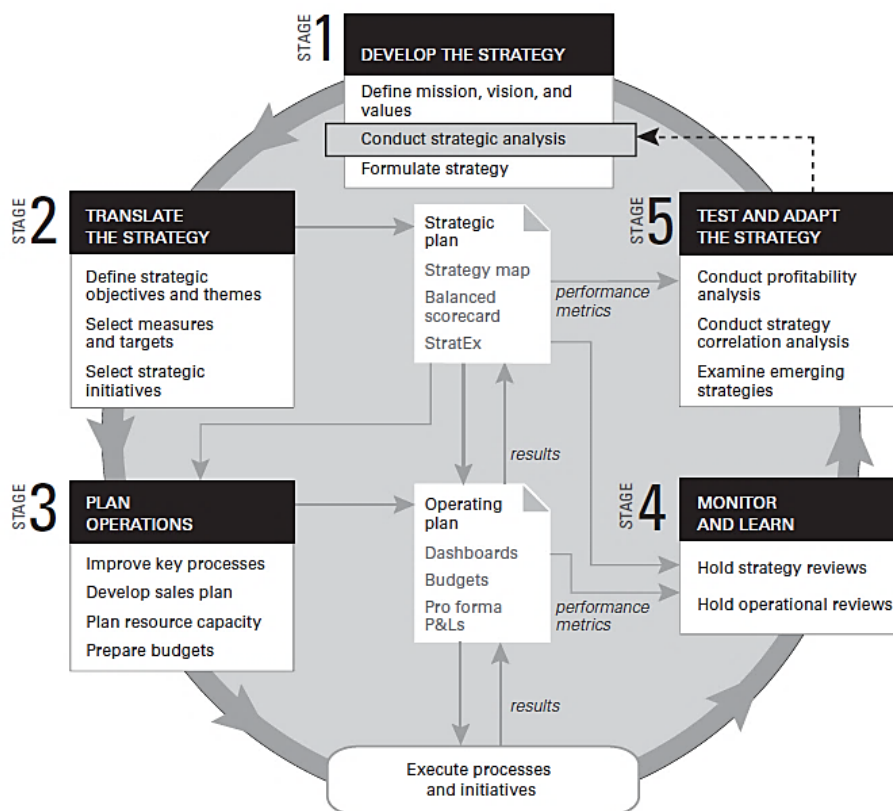 STAGE 1
DEVELOP THE STRATEGY
Define mission, vision, and
values
Conduct strategic analysis
Formulate strategy
STAGE 2
TRANSLATE
THE STRATEGY
Define strategic
objectives and themes
Select measures
and targets
Select strategic
initiatives
Strategic
plan
Strategy map
Balanced
scorecard
StratEx
performance
metrics
STAGE 5
TEST AND ADAPT
THE STRATEGY
Conduct profitability
analysis
Conduct strategy
correlation analysis
Examine emerging
strategies
results
STAGE 3
PLAN
OPERATIONS
Improve key processes
Develop sales plan
Plan resource capacity
Prepare budgets
Operating
plan
Dashboards
Budgets
Pro forma
P&Ls
performance
metrics
STAGE 4
MONITOR
AND LEARN
Hold strategy reviews
Hold operational reviews
results
Execute processes
and initiatives